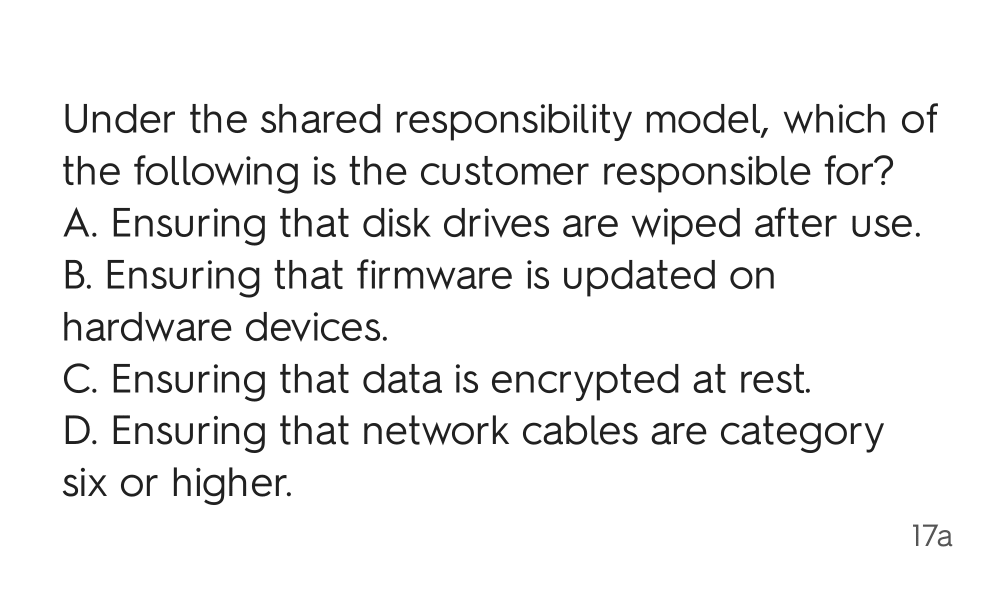 Under the shared responsibility model, which of
the following is the customer responsible for?
A. Ensuring that disk drives are wiped after use.
B. Ensuring that firmware is updated on
hardware devices.
C. Ensuring that data is encrypted at rest.
D. Ensuring that network cables are category
six or higher.
17a